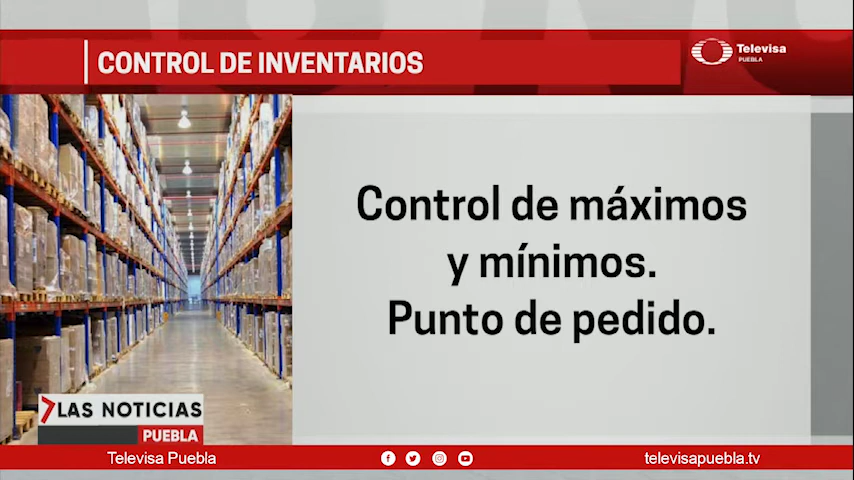 CONTROL DE INVENTARIOS
Televisa
PUEBLA
Control de máximos
y mínimos.
Punto de pedido.
LAS NOTICIAS
PUEBLA
Televisa Puebla
televisapuebla.tv